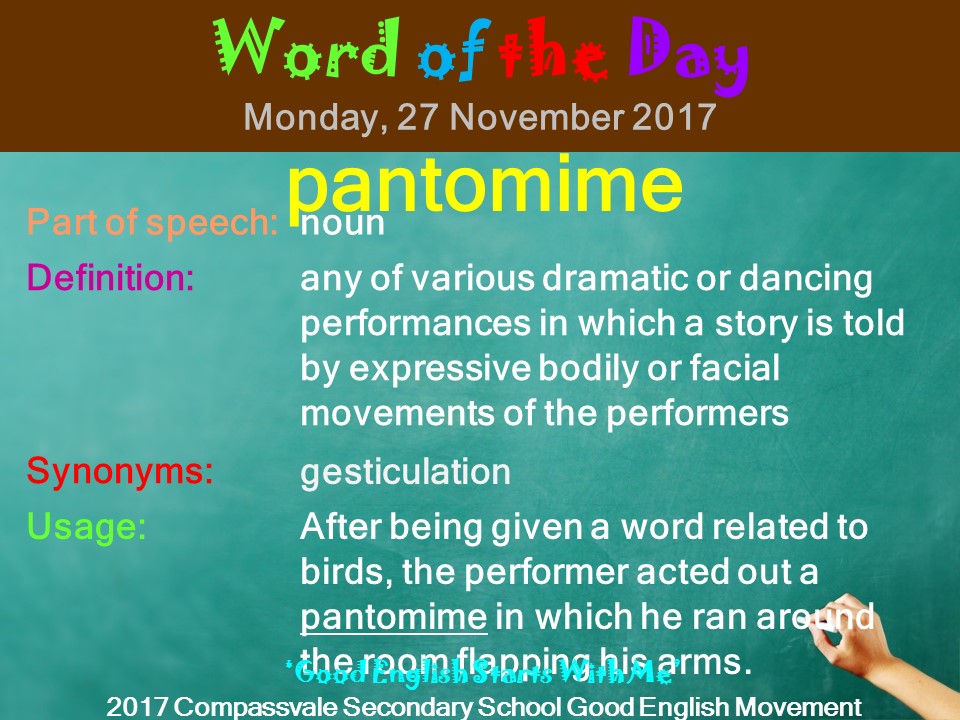 Word of the Day
Monday, 27 November 2017
pantomime
Part of speech: noun
Definition: any of various dramatic or dancing
performances in which a story is told
by expressive bodily or facial
movements of the performers
Synonyms: gesticulation
Usage: After being given a word related to
birds, the performer acted out a
pantomime in which he ran around
the room flapping his arms.
‘Good English Starts With Me’
2017 Compassvale Secondary School Good English Movement